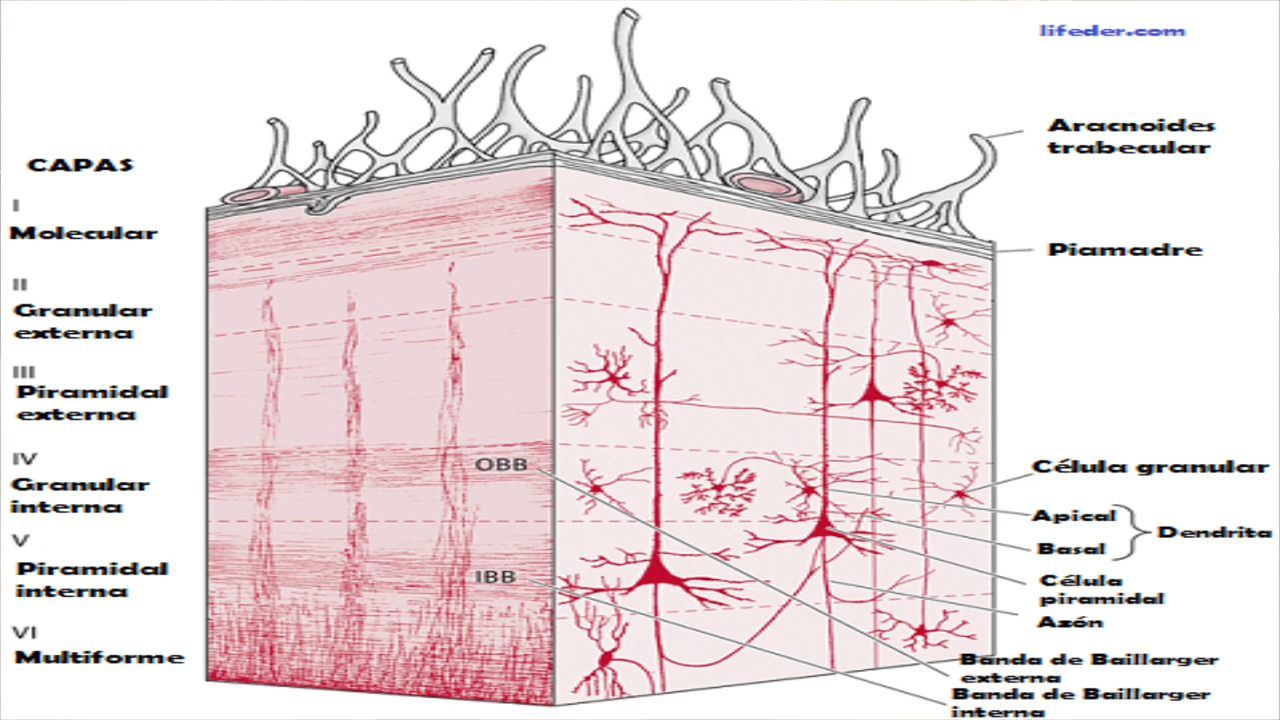 lifeder.com
CAPAS
I
Molecular
II
Granular
externa
III
Piramidal
externa
IV
Granular
interna
V
Piramidal
interna
VI
Multiforme
OBB
IBB
Aracnoides
trabecular
Piamadre
Célula granular
Apical
Dendrita
Basal
Célula
piramidal
Axón
Banda de Baillarger
externa
Banda de Baillarger
interna